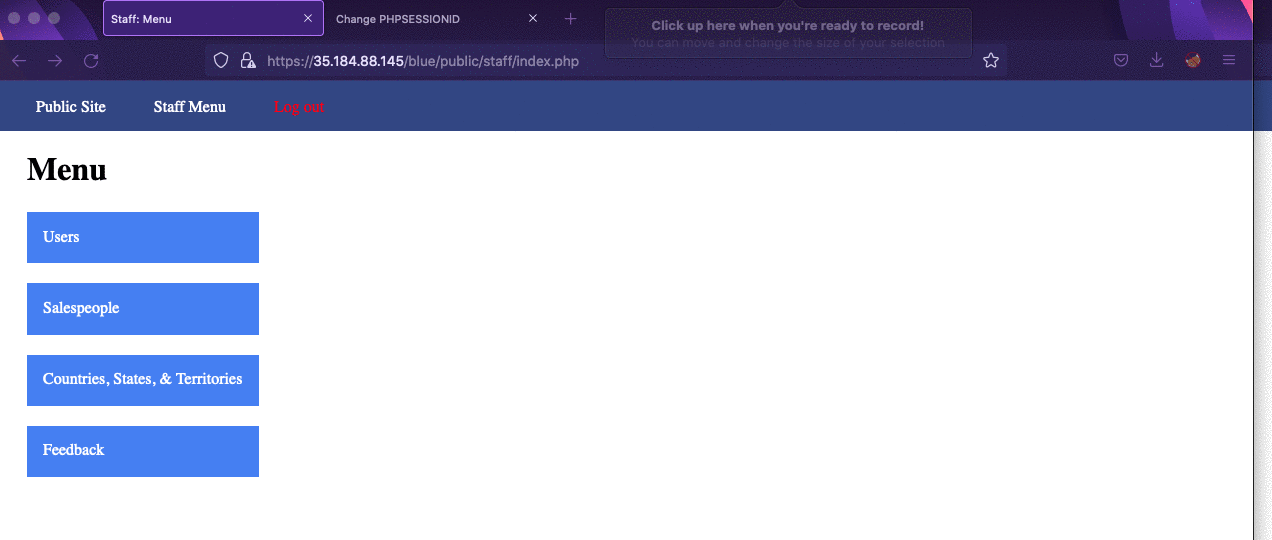 Staff: Menu
Change PHPSESSIONID
Click up here when you're ready to record!
You can move and change the size of your selection
https://35.184.88.145/blue/public/staff/index.php
Public Site
Staff Menu
Log out
Menu
Users
Salespeople
Countries, States, & Territories
Feedback